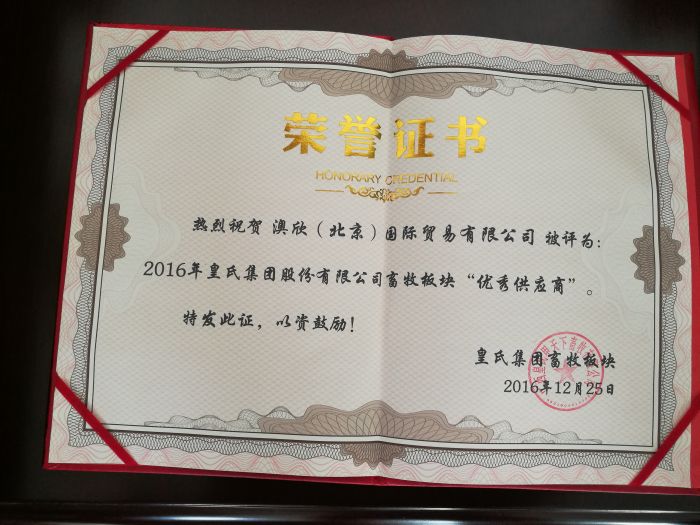 荣誉证书
HONORARY CREDENTIAL
热烈祝贺 澳欣（北京）国际贸易有限公司 被评为：
2016年皇氏集团股份有限公司畜牧板块“优秀供应商”。
特发此证，以资鼓励！
皇氏集团畜牧板块
2016年12月25日